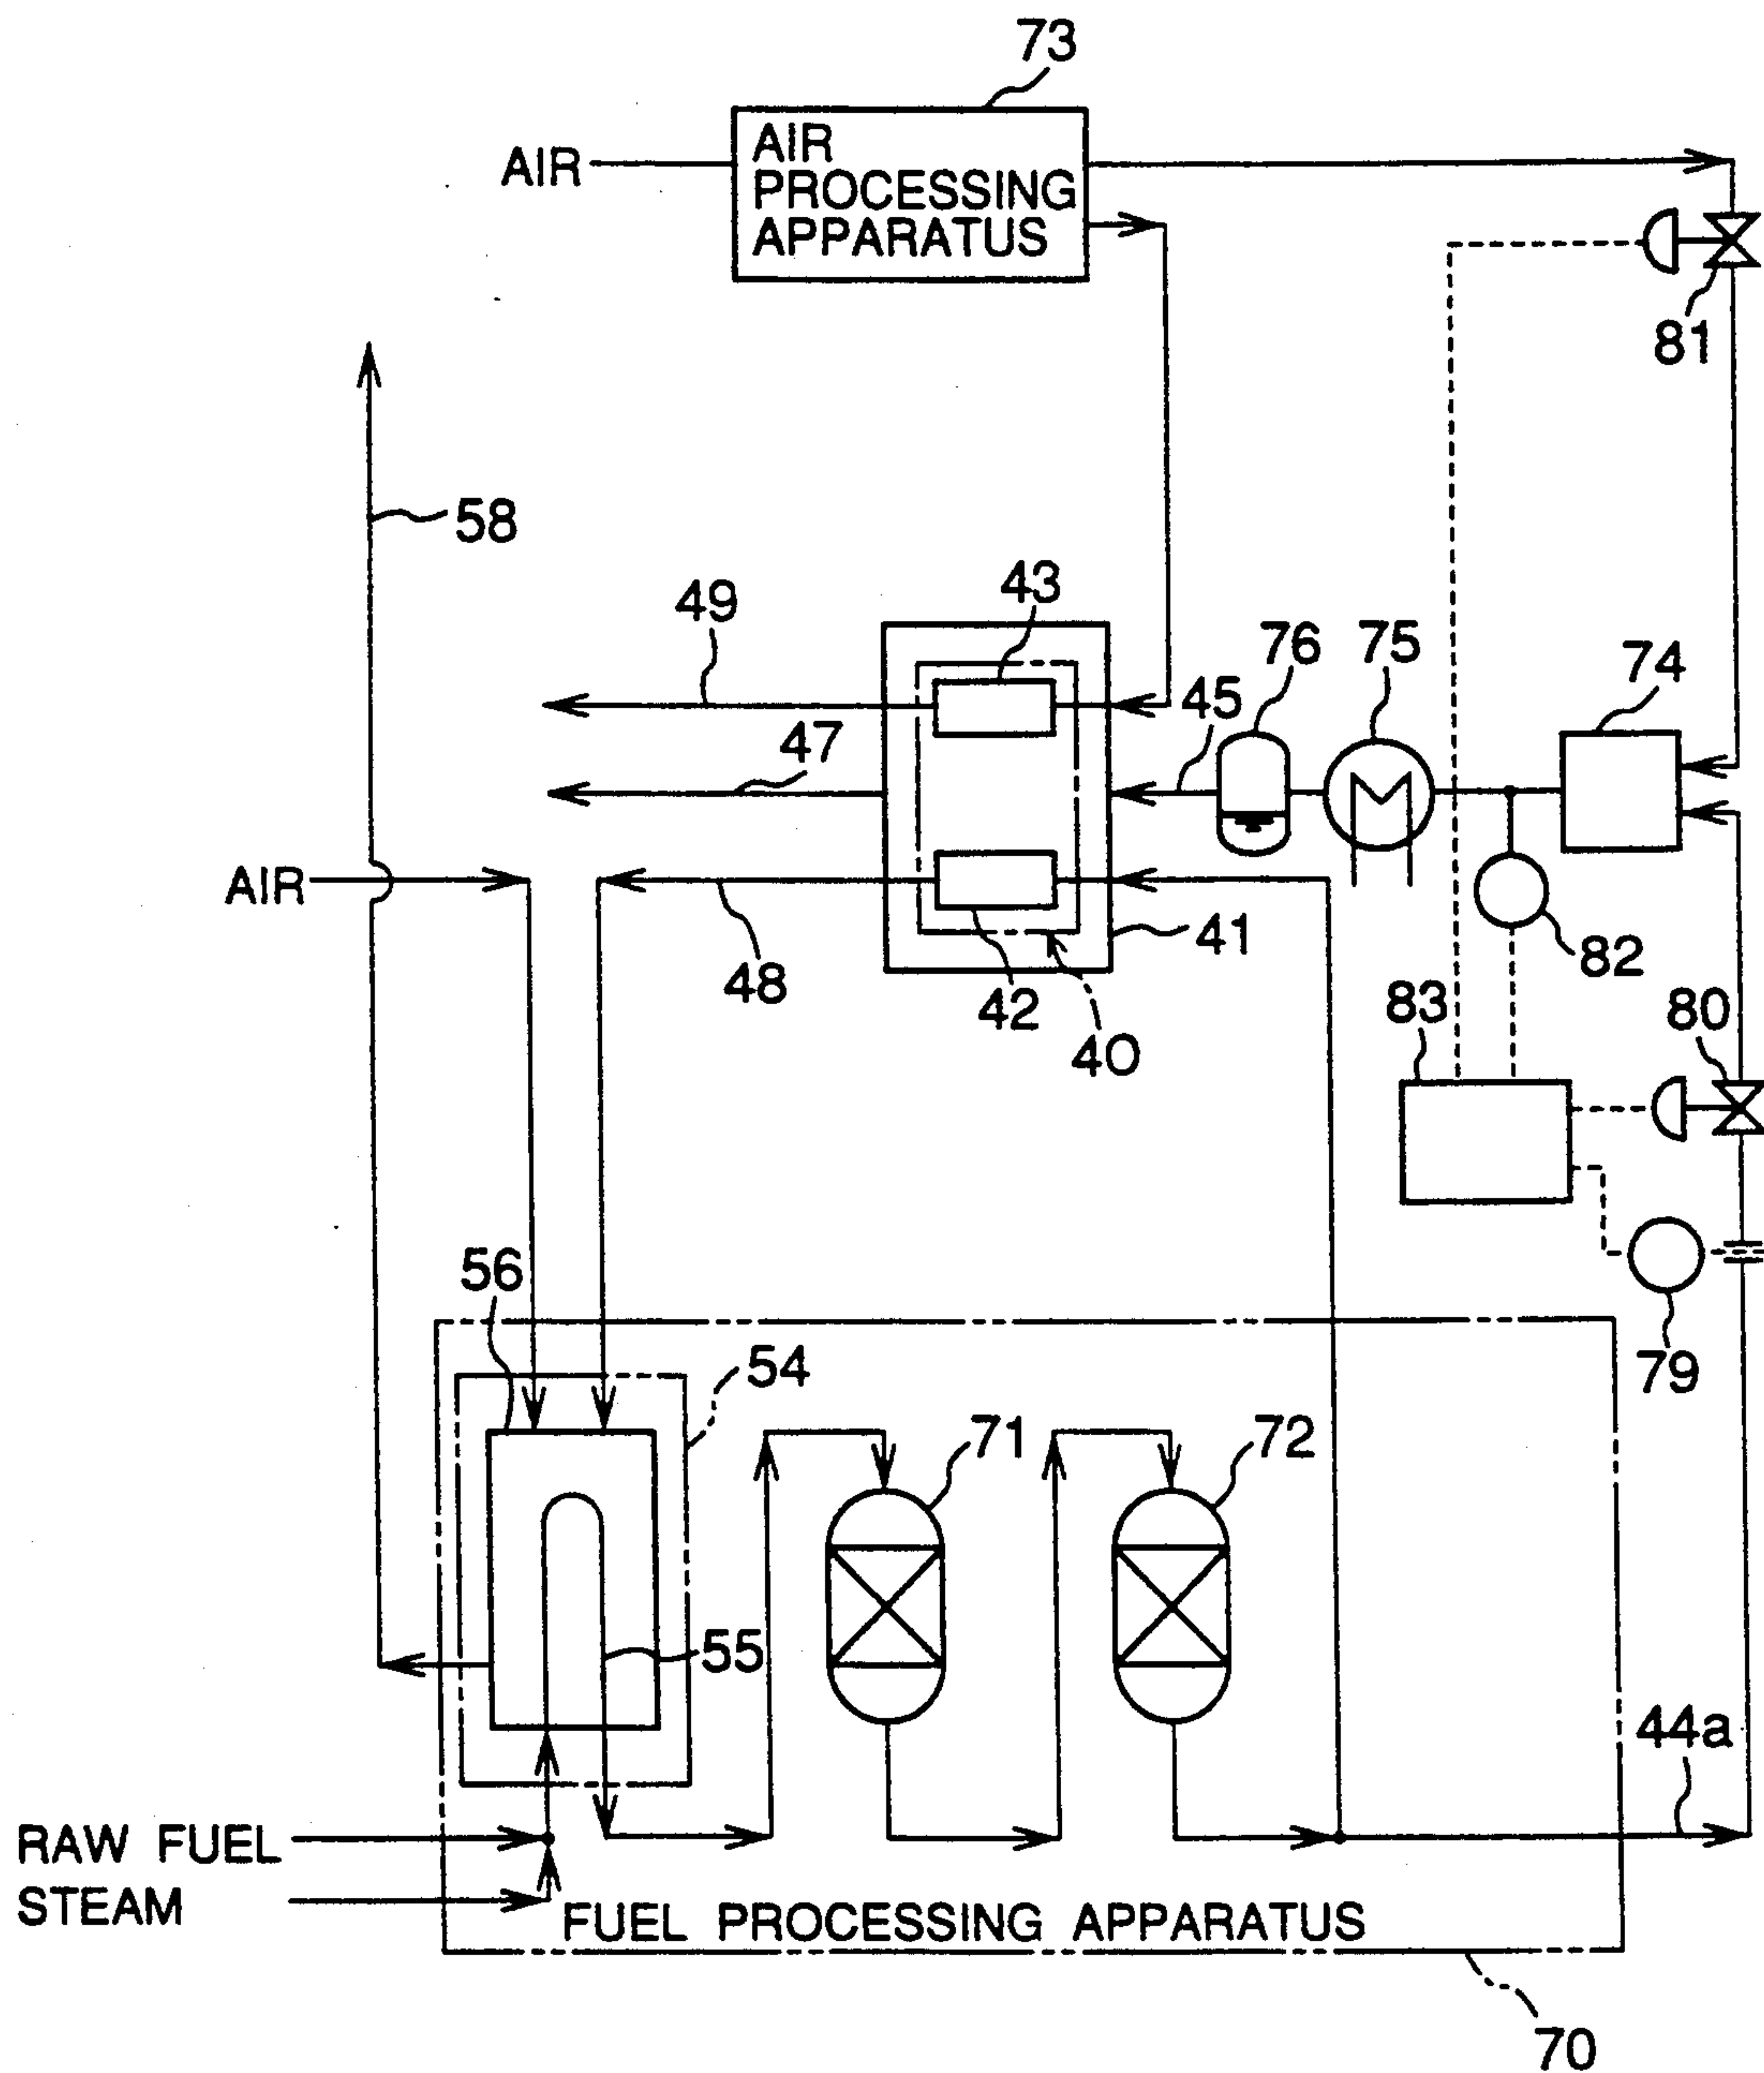 73
AIR
AIR
PROCESSING
APPARATUS
81
58
49
43
76
75
74
45
47
AIR
48
42
40
41
82
83
80
79
56
54
71
72
55
44a
RAW FUEL
STEAM
FUEL PROCESSING APPARATUS
70